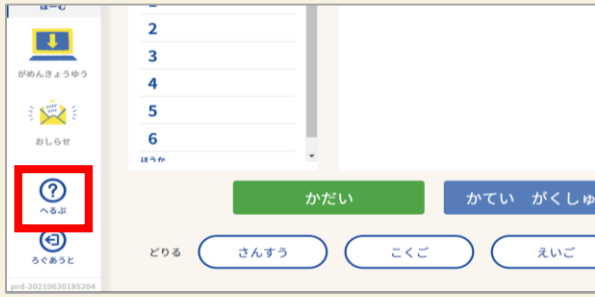 ほーむ
がめんきょうゆう
おしらせ
へるぷ
ろぐあうと
prd-20210630185204
2
3
4
5
6
ほうか
かだい
かてい がくしゅ
どりる
さんすう
こくご
えいご